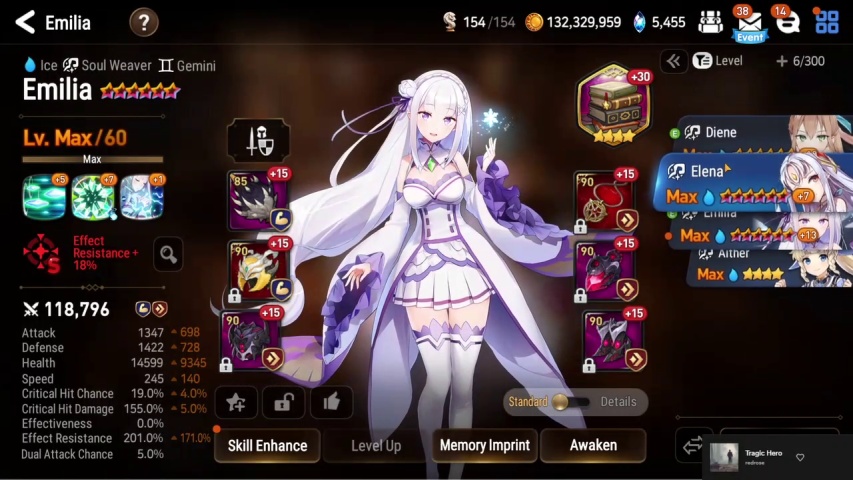 Emilia
?
154/154
132,329,959
5,455
38
Event
14
Ice Soul Weaver Gemini
Emilia
Lv. Max/60
Max
+5
+7
+1
Effect
Resistance +
18%
S
118,796
Attack 1347 698
Defense 1422 728
Health 14599 9345
Speed 245 140
Critical Hit Chance 19.0% 4.0%
Critical Hit Damage 155.0% 5.0%
Effectiveness 0.0%
Effect Resistance 201.0% 171.0%
Dual Attack Chance 5.0%
85 +15
90 +15
90 +15
+30
90 +15
90 +15
90 +15
Standard Details
Skill Enhance
Level Up
Memory Imprint
Awaken
Level
6/300
E Diene
Elena
Max +7
Emilia
Max +13
Aither
Max
Tragic Hero
redrose